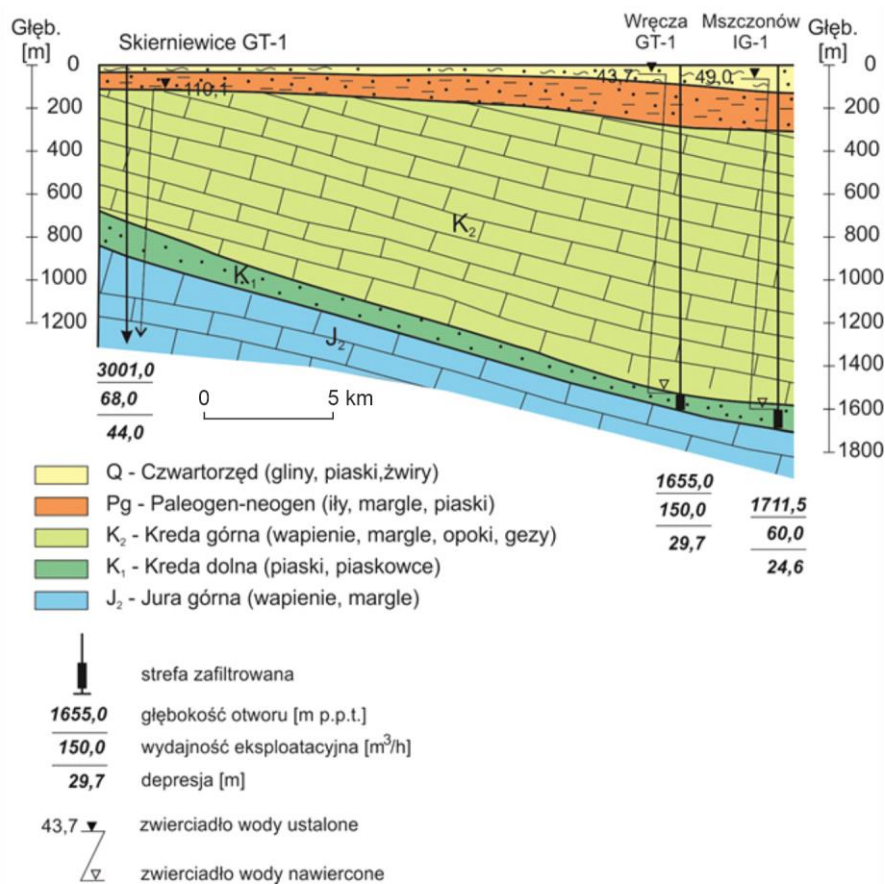 Głęb.
[m]
Skierniewice GT-1
Wręcza
GT-1
Mszczonów
IG-1
Głęb.
[m]
0
200
400
600
800
1000
1200
110,1
43,7
49,0
K₂
K₁
J₂
0
200
400
600
800
1000
1200
1400
1600
1800
3001,0
68,0
44,0
0 5 km
1655,0
150,0
29,7
1711,5
60,0
24,6
Q - Czwartorzęd (gliny, piaski,żwiry)
Pg - Paleogen-neogen (iły, margle, piaski)
K₂ - Kreda górna (wapienie, margle, opoki, gezy)
K₁ - Kreda dolna (piaski, piaskowce)
J₂ - Jura górna (wapienie, margle)
strefa zafiltrowana
1655,0 głębokość otworu [m p.p.t.]
150,0 wydajność eksploatacyjna [m³/h]
29,7 depresja [m]
43,7 zwierciadło wody ustalone
zwierciadło wody nawiercone